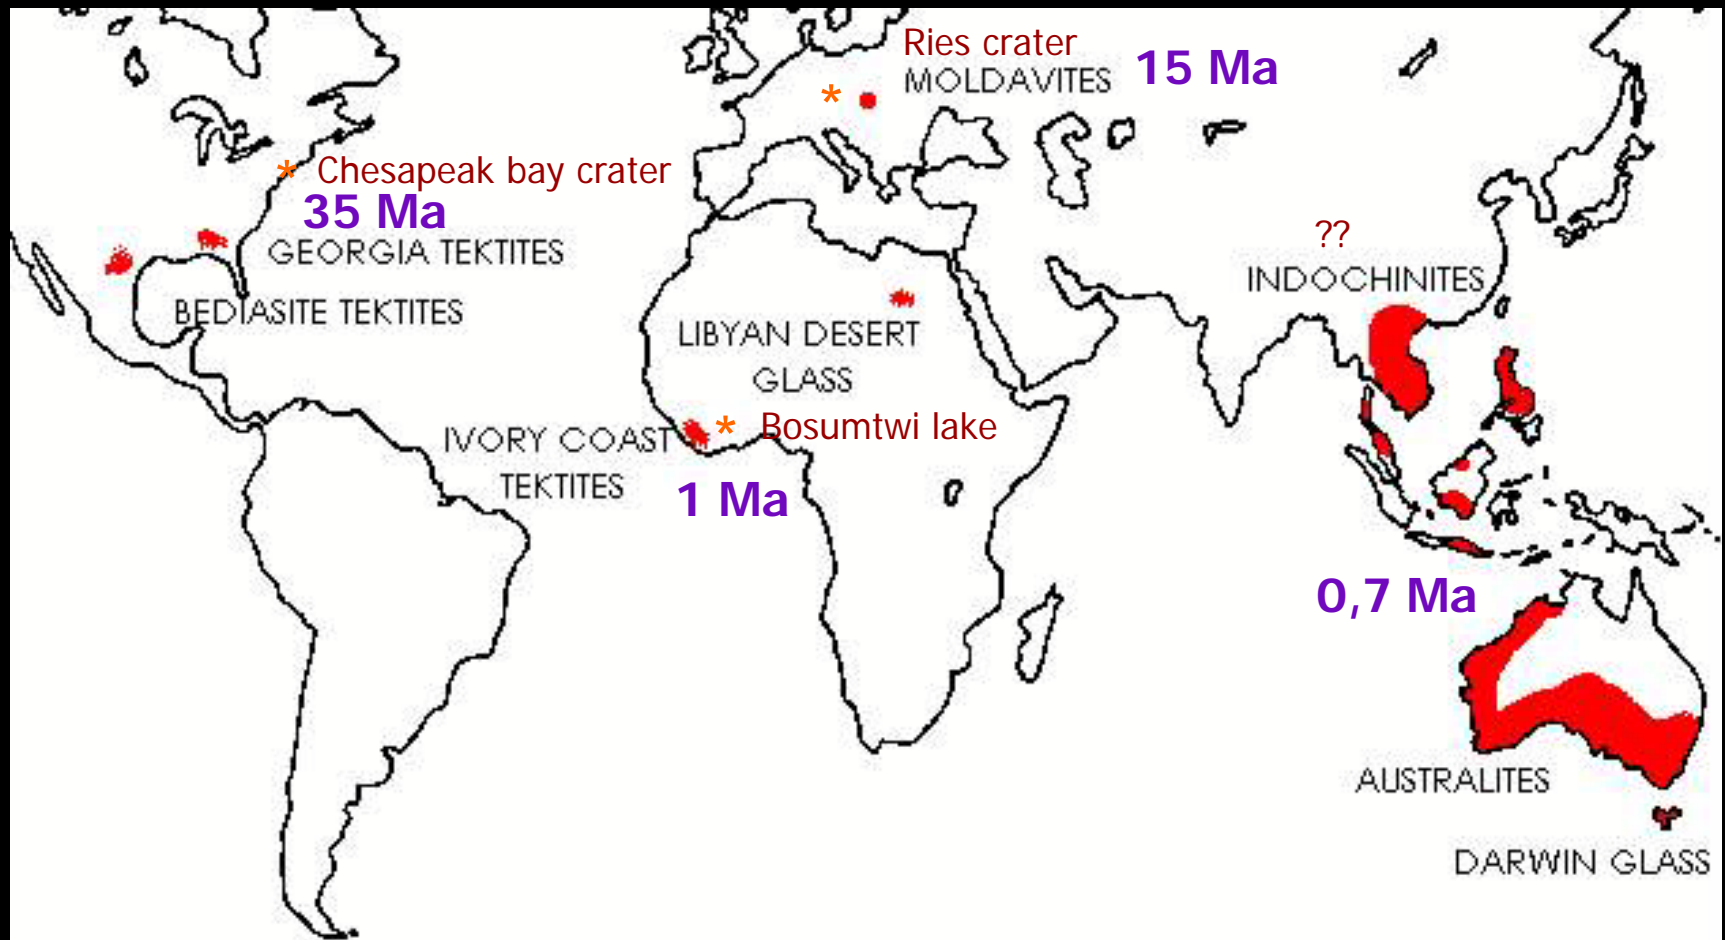 Ries crater
MOLDAVITES
15 Ma
* 
* Chesapeak bay crater
35 Ma
GEORGIA TEKTITES
BEDIASITE TEKTITES
??
INDOCHINITES
LIBYAN DESERT
GLASS
IVORY COAST
TEKTITES
* Bosumtwi lake
1 Ma
0,7 Ma
AUSTRALITES
DARWIN GLASS